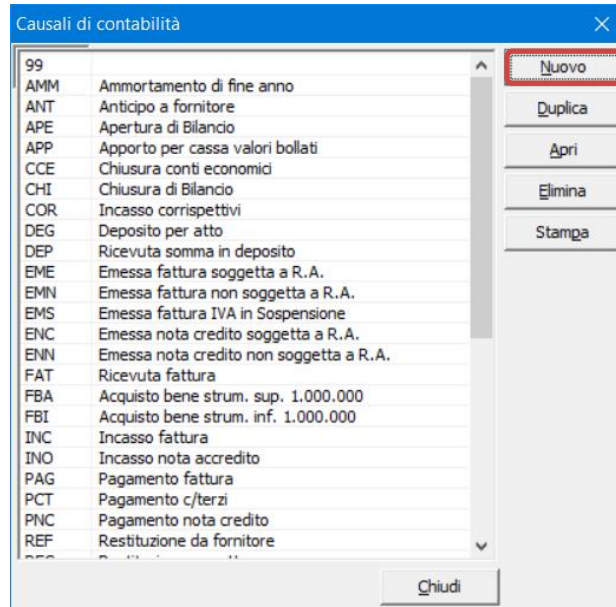 Causali di contabilità
99
AMM Ammortamento di fine anno
ANT Anticipo a fornitore
APE Apertura di Bilancio
APP Apporto per cassa valori bollati
CCE Chiusura conti economici
CHI Chiusura di Bilancio
COR Incasso corrispettivi
DEG Deposito per atto
DEP Ricevuta somma in deposito
EME Emessa fattura soggetta a R.A.
EMN Emessa fattura non soggetta a R.A.
EMS Emessa fattura IVA in Sospensione
ENC Emessa nota credito soggetta a R.A.
ENN Emessa nota credito non soggetta a R.A.
FAT Ricevuta fattura
FBA Acquisto bene strum. sup. 1.000.000
FBI Acquisto bene strum. inf. 1.000.000
INC Incasso fattura
INO Incasso nota accredito
PAG Pagamento fattura
PCT Pagamento c/terzi
PNC Pagamento nota credito
REF Restituzione da fornitore
Nuovo
Duplica
Apri
Elimina
Stampa
Chiudi